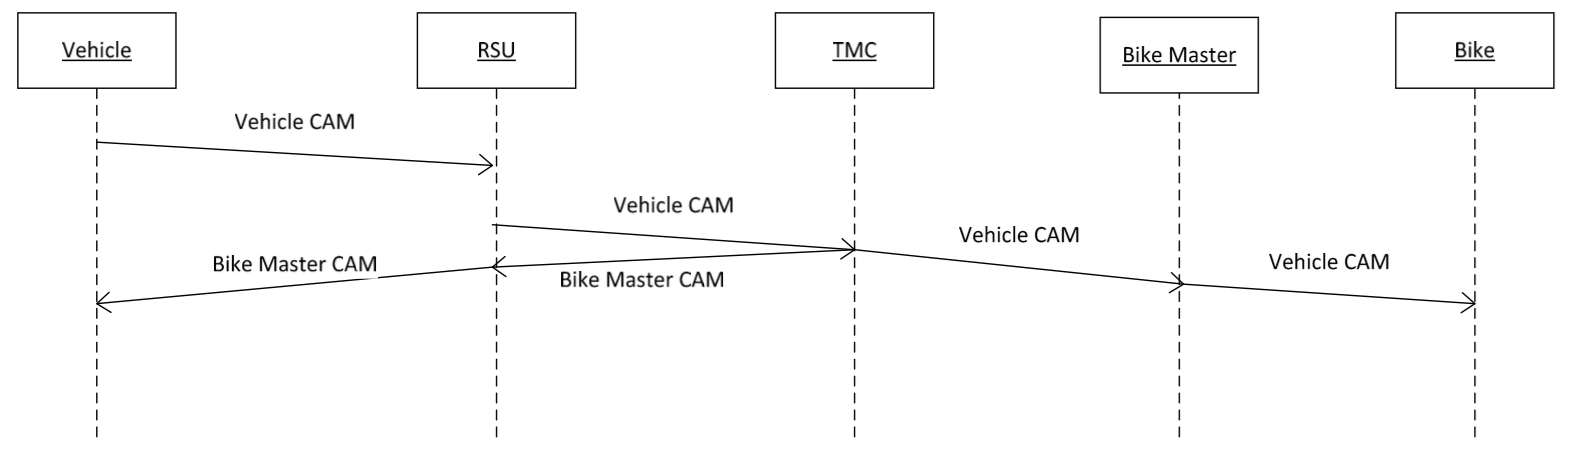 Vehicle
RSU
TMC
Bike Master
Bike
Vehicle CAM
Vehicle CAM
Vehicle CAM
Vehicle CAM
Bike Master CAM
Bike Master CAM